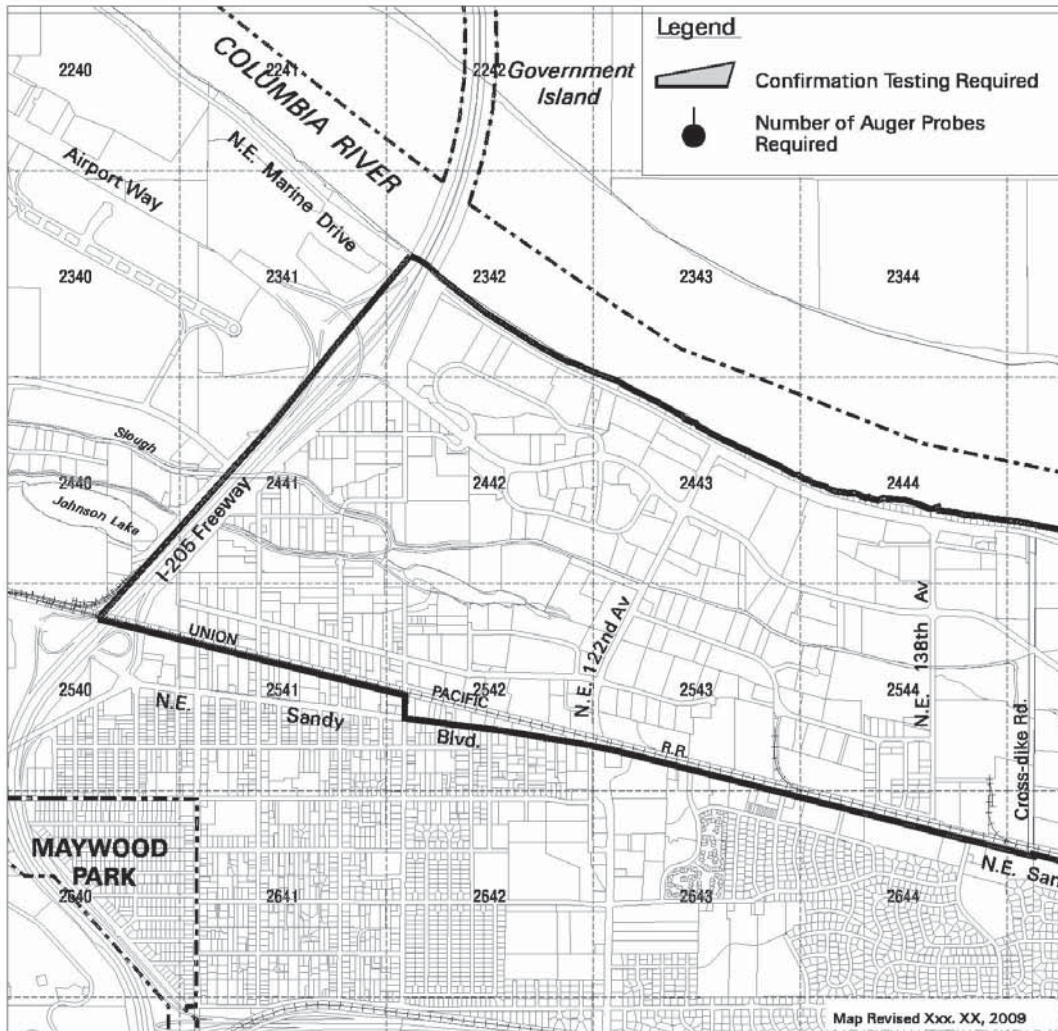 Legend
Confirmation Testing Required
Number of Auger Probes
Required
2240
2241
2242
Government
Island
COLUMBIA RIVER
Airport Way
N.E. Marine Drive
2340
2341
2342
2343
2344
Slough
2440
2441
2442
2443
2444
Johnson Lake
I-205 Freeway
UNION
PACIFIC
R.R.
N.E. 122nd Av
N.E. 138th Av
Cross-dike Rd.
2540
2541
2542
2543
2544
N.E.
Sandy
Blvd.
N.E. San
MAYWOOD
PARK
2640
2641
2642
2643
2644
Map Revised Xxx. XX, 2009